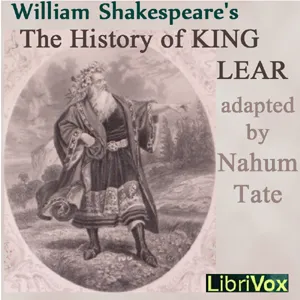 William Shakespeare's
The History of KING
LEAR
adapted
by
Nahum
Tate
LibriVox